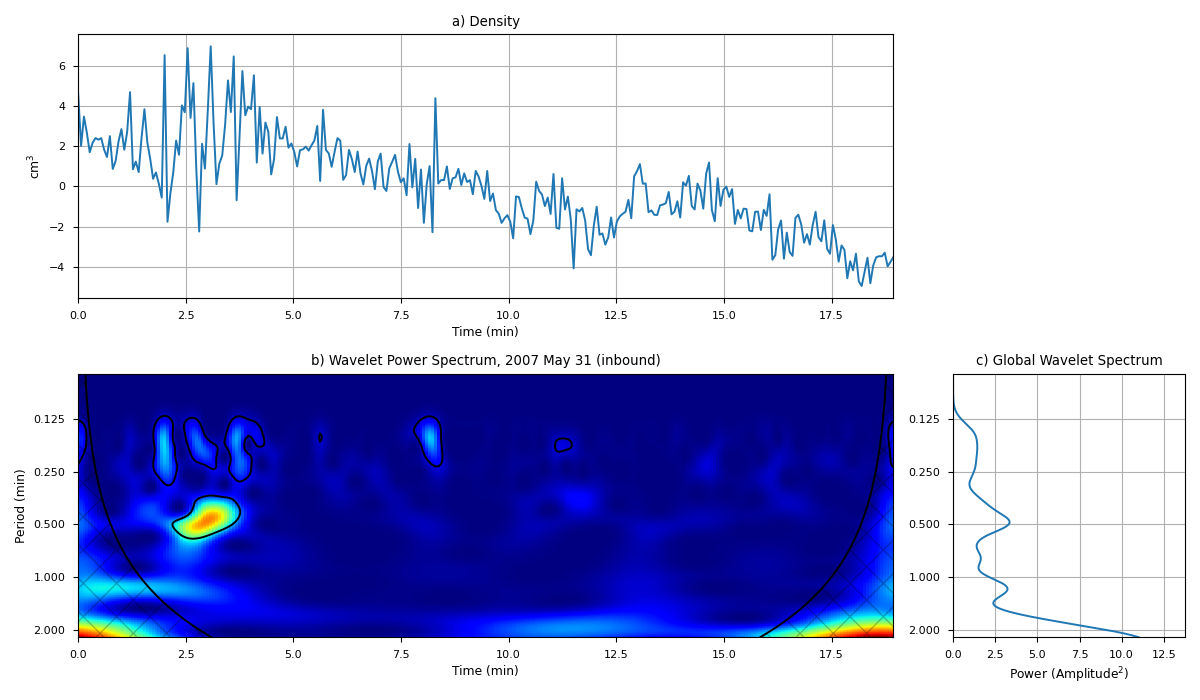 a) Density
6
4
2
0
−2
−4
cm³
0.0 2.5 5.0 7.5 10.0 12.5 15.0 17.5
Time (min)
b) Wavelet Power Spectrum, 2007 May 31 (inbound)
0.125
0.250
0.500
1.000
2.000
Period (min)
0.0 2.5 5.0 7.5 10.0 12.5 15.0 17.5
Time (min)
c) Global Wavelet Spectrum
0.125
0.250
0.500
1.000
2.000
0.0 2.5 5.0 7.5 10.0 12.5
Power (Amplitude²)